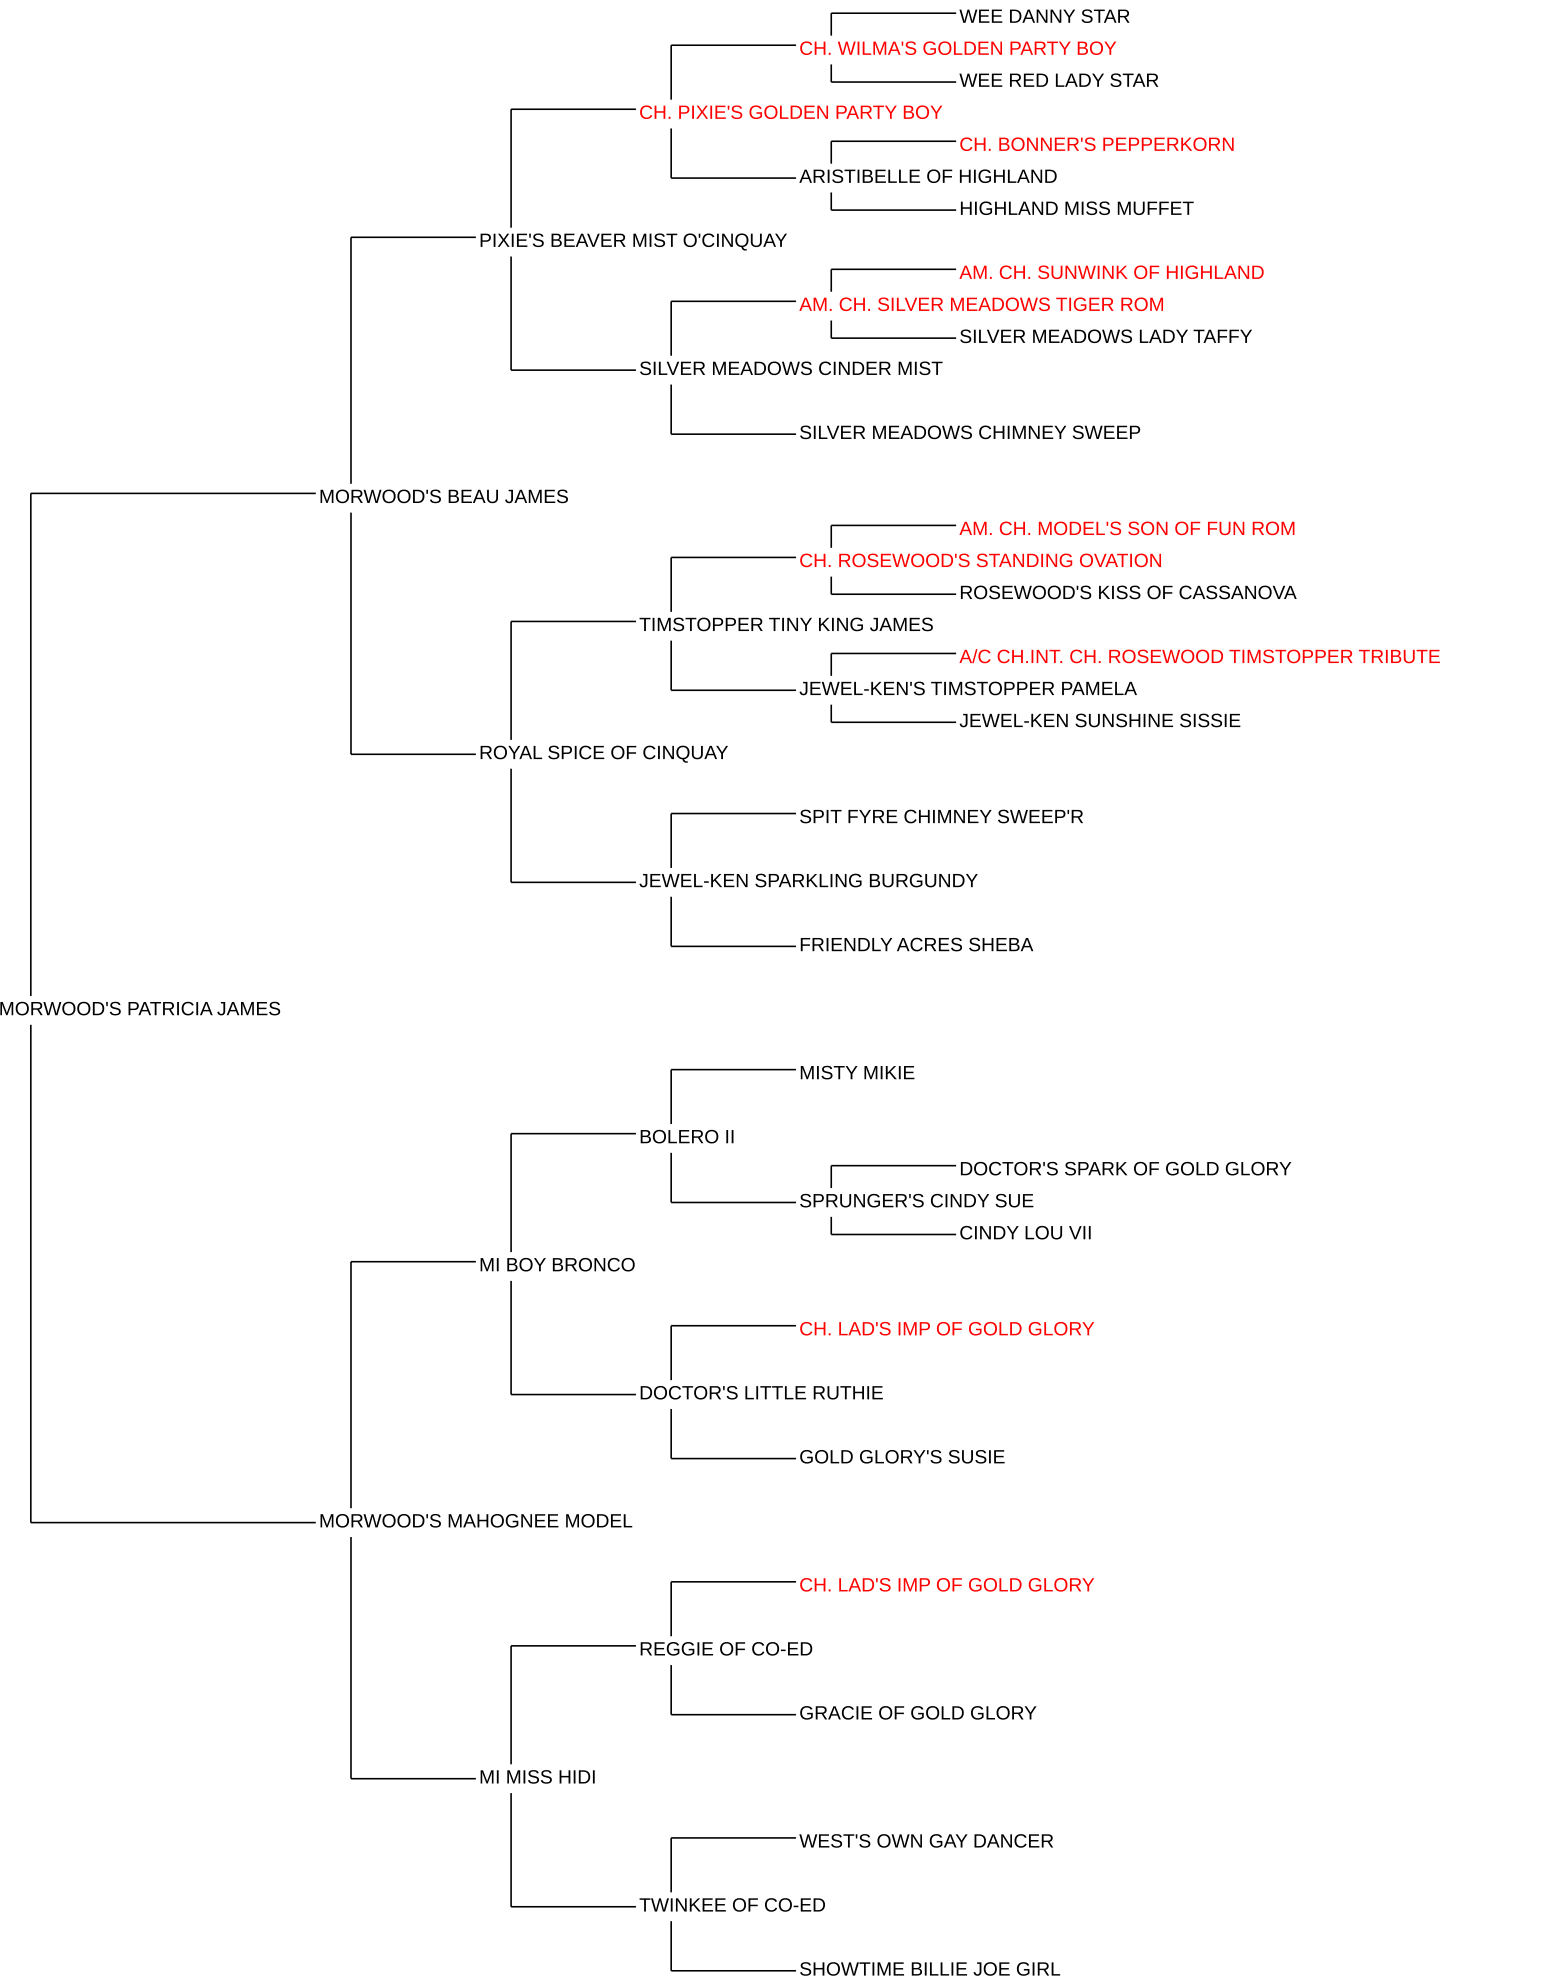 WEE DANNY STAR
CH. WILMA'S GOLDEN PARTY BOY
WEE RED LADY STAR
CH. PIXIE'S GOLDEN PARTY BOY
CH. BONNER'S PEPPERKORN
ARISTIBELLE OF HIGHLAND
HIGHLAND MISS MUFFET
PIXIE'S BEAVER MIST O'CINQUAY
AM. CH. SUNWINK OF HIGHLAND
AM. CH. SILVER MEADOWS TIGER ROM
SILVER MEADOWS LADY TAFFY
SILVER MEADOWS CINDER MIST
SILVER MEADOWS CHIMNEY SWEEP
MORWOOD'S BEAU JAMES
AM. CH. MODEL'S SON OF FUN ROM
CH. ROSEWOOD'S STANDING OVATION
ROSEWOOD'S KISS OF CASSANOVA
TIMSTOPPER TINY KING JAMES
A/C CH.INT. CH. ROSEWOOD TIMSTOPPER TRIBUTE
JEWEL-KEN'S TIMSTOPPER PAMELA
JEWEL-KEN SUNSHINE SISSIE
ROYAL SPICE OF CINQUAY
SPIT FYRE CHIMNEY SWEEP'R
JEWEL-KEN SPARKLING BURGUNDY
FRIENDLY ACRES SHEBA
MORWOOD'S PATRICIA JAMES
MISTY MIKIE
BOLERO II
DOCTOR'S SPARK OF GOLD GLORY
SPRUNGER'S CINDY SUE
CINDY LOU VII
MI BOY BRONCO
CH. LAD'S IMP OF GOLD GLORY
DOCTOR'S LITTLE RUTHIE
GOLD GLORY'S SUSIE
MORWOOD'S MAHOGNEE MODEL
CH. LAD'S IMP OF GOLD GLORY
REGGIE OF CO-ED
GRACIE OF GOLD GLORY
MI MISS HIDI
WEST'S OWN GAY DANCER
TWINKEE OF CO-ED
SHOWTIME BILLIE JOE GIRL